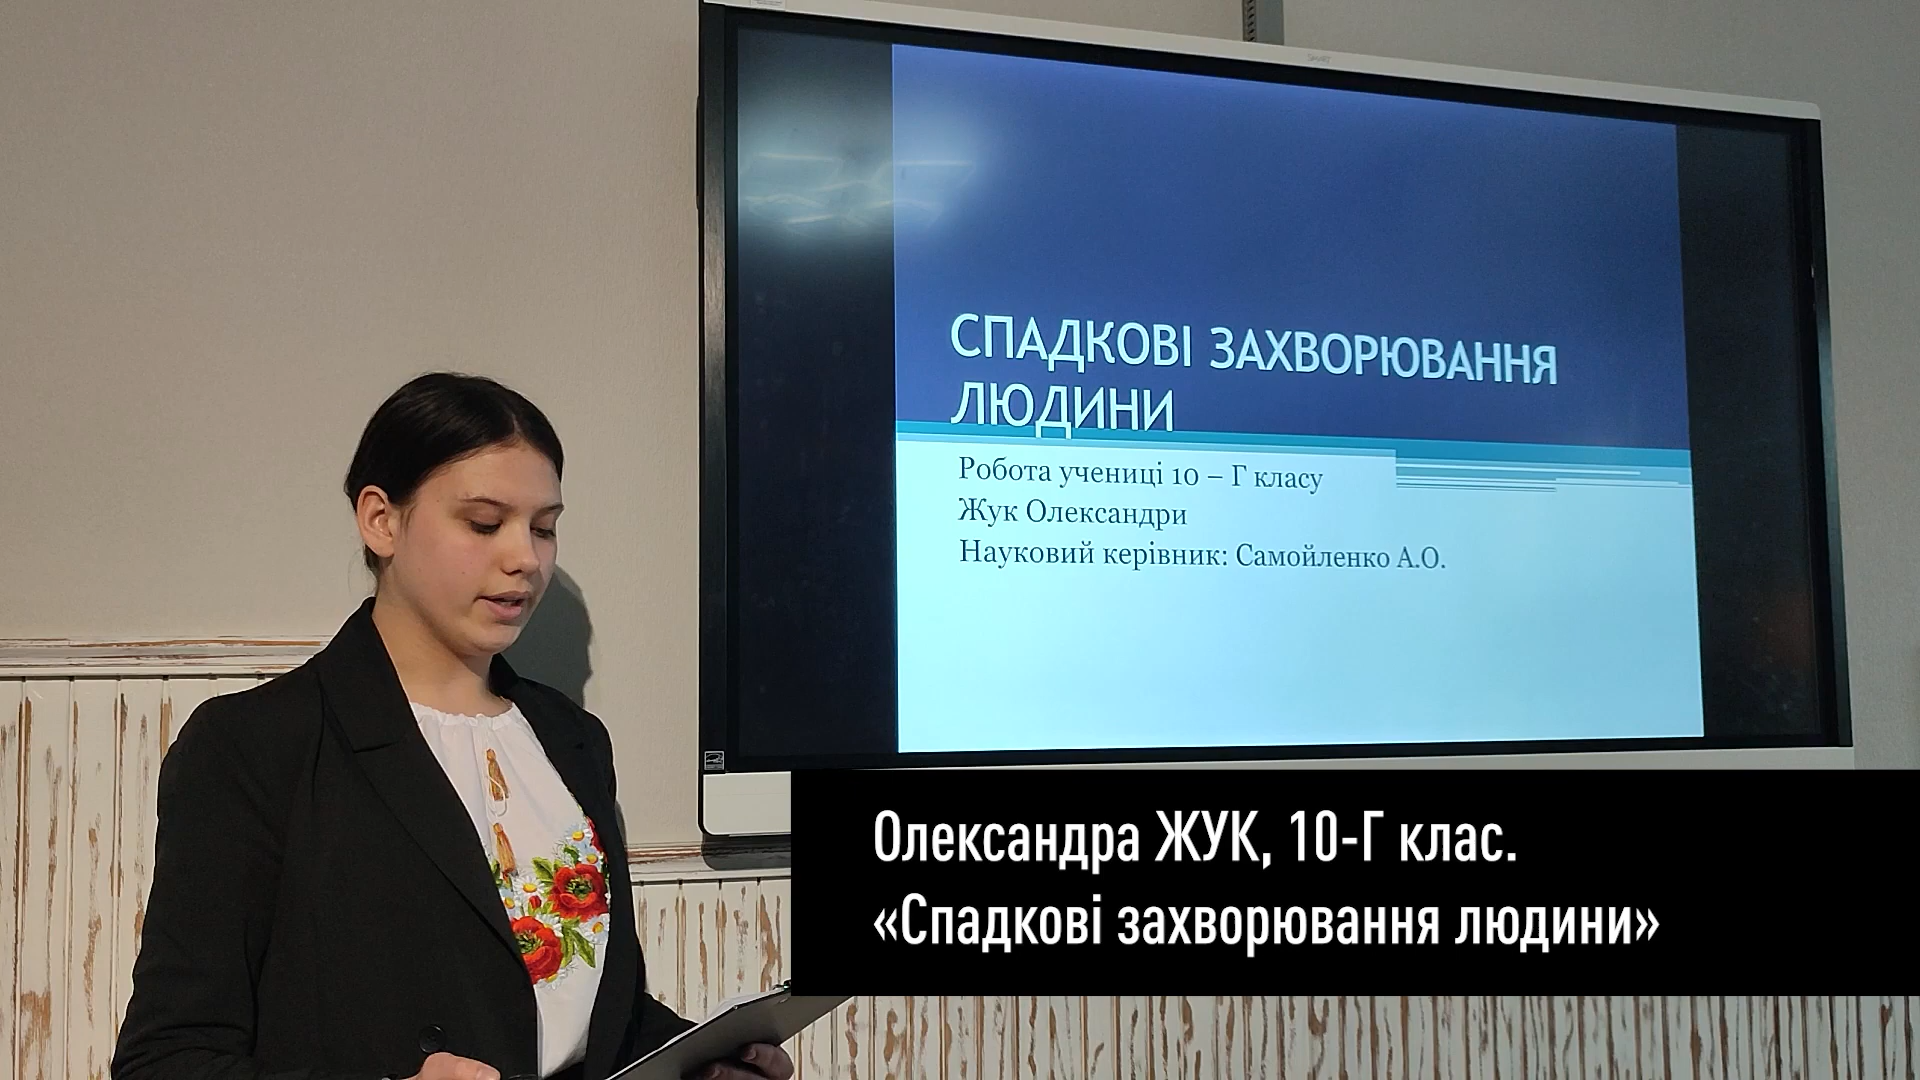 СПАДКОВІ ЗАХВОРЮВАННЯ
ЛЮДИНИ
Робота учениці 10 – Г класу
Жук Олександри
Науковий керівник: Самойленко А.О.
Олександра ЖУК, 10-Г клас.
«Спадкові захворювання людини»